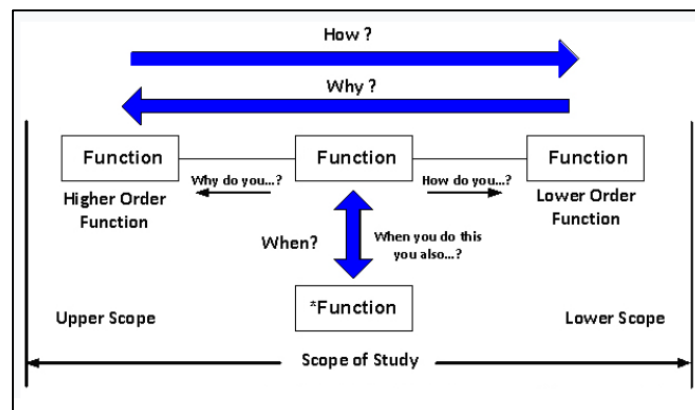 How ?
Why ?
Function
Function
Function
Why do you...?
How do you...?
Higher Order
Function
Lower Order
Function
When?
When you do this
you also...?
*Function
Upper Scope
Lower Scope
Scope of Study